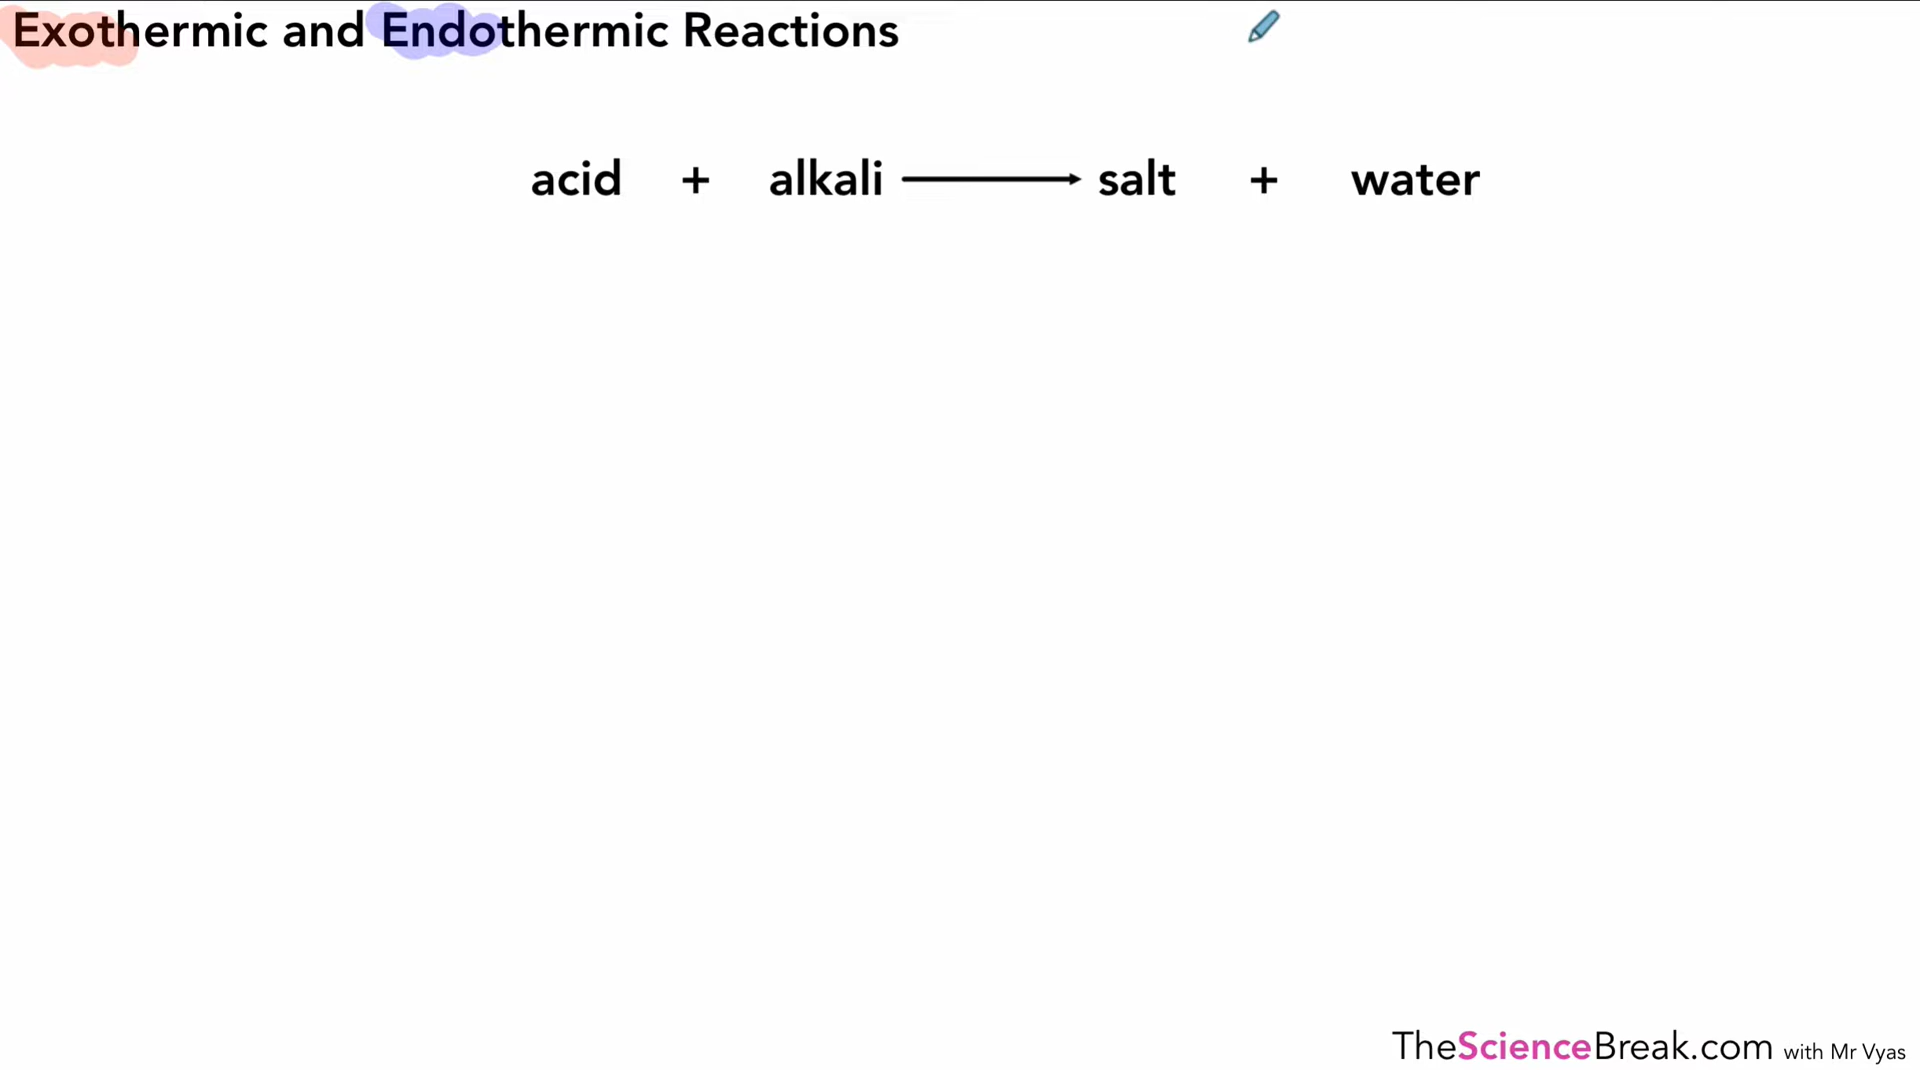 Exothermic and Endothermic Reactions
acid + alkali ⟶ salt + water
TheScienceBreak.com with Mr Vyas